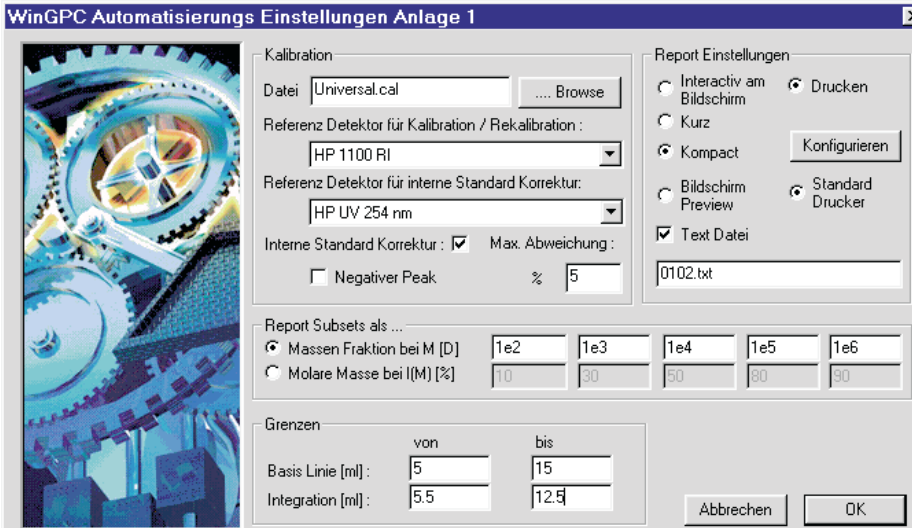 WinGPC Automatisierungs Einstellungen Anlage 1
Kalibration
Datei Universal.cal .... Browse
Referenz Detektor für Kalibration / Rekalibration :
HP 1100 RI
Referenz Detektor für interne Standard Korrektur:
HP UV 254 nm
Interne Standard Korrektur : Max. Abweichung :
Negativer Peak % 5
Report Einstellungen
Interactiv am Bildschirm Drucken
Kurz
Kompact Konfigurieren
Bildschirm Preview Standard Drucker
Text Datei
0102.txt
Report Subsets als ...
Massen Fraktion bei M [D] 1e2 1e3 1e4 1e5 1e6
Molare Masse bei I(M) [%] 10 30 50 80 90
Grenzen
von bis
Basis Linie [ml] : 5 15
Integration [ml] : 5.5 12.5
Abbrechen OK